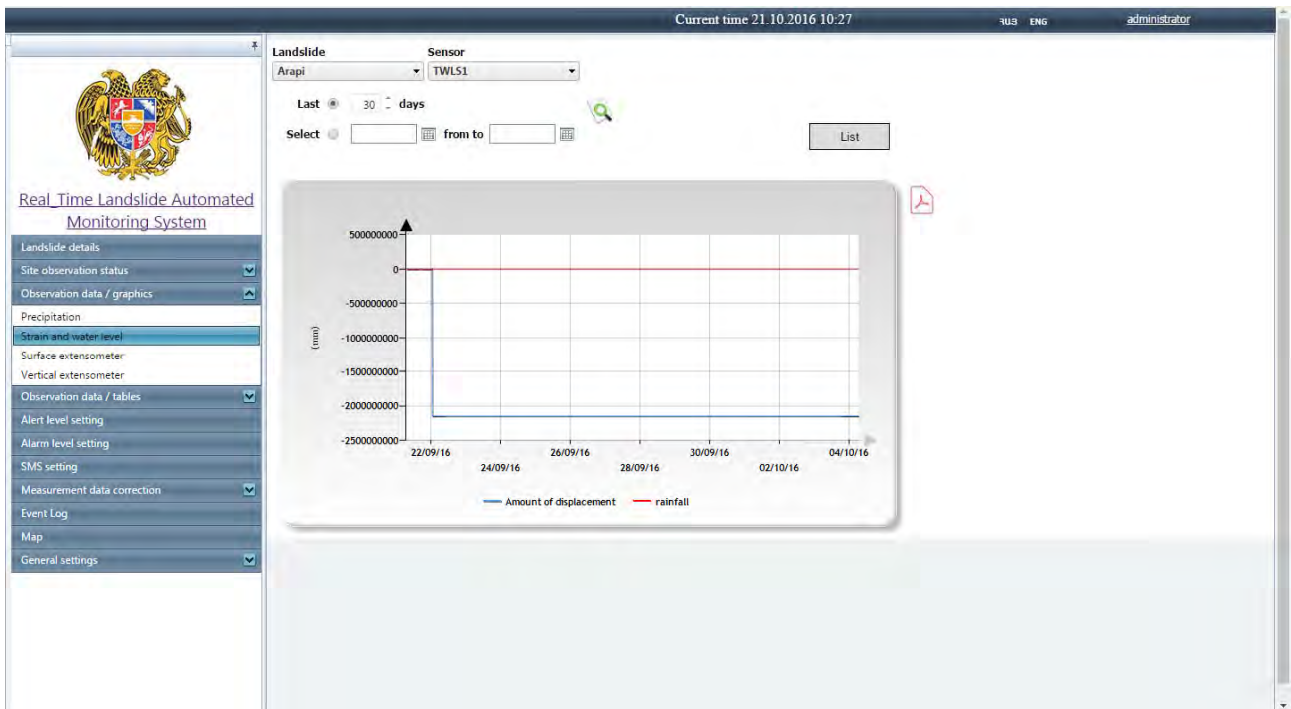 Current time 21.10.2016 10:27
ՀԱՅ ENG
administrator
Real_Time Landslide Automated
Monitoring System
Landslide details
Site observation status
Observation data / graphics
Precipitation
Strain and water level
Surface extensometer
Vertical extensometer
Observation data / tables
Alert level setting
Alarm level setting
SMS setting
Measurement data correction
Event Log
Map
General settings
Landslide Sensor
Arapi TWLS1
Last 30 days
Select from to
List
500000000
0
-500000000
-1000000000
-1500000000
-2000000000
-2500000000
(mm)
22/09/16 26/09/16 30/09/16 04/10/16
24/09/16 28/09/16 02/10/16
Amount of displacement rainfall